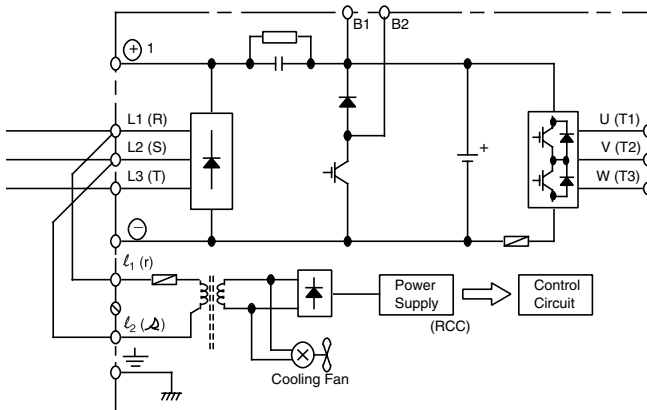 B1
B2
⊕ 1
L1 (R)
L2 (S)
L3 (T)
+
U (T1)
V (T2)
W (T3)
⊖
ℓ1 (r)
ℓ2 (s)
Power
Supply
(RCC)
Control
Circuit
Cooling Fan